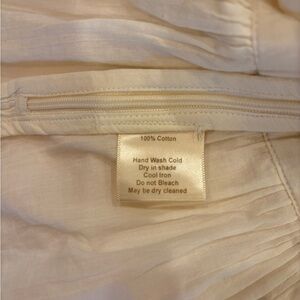 100% Cotton
Hand Wash Cold
Dry in shade
Cool Iron
Do not Bleach
May be dry cleaned